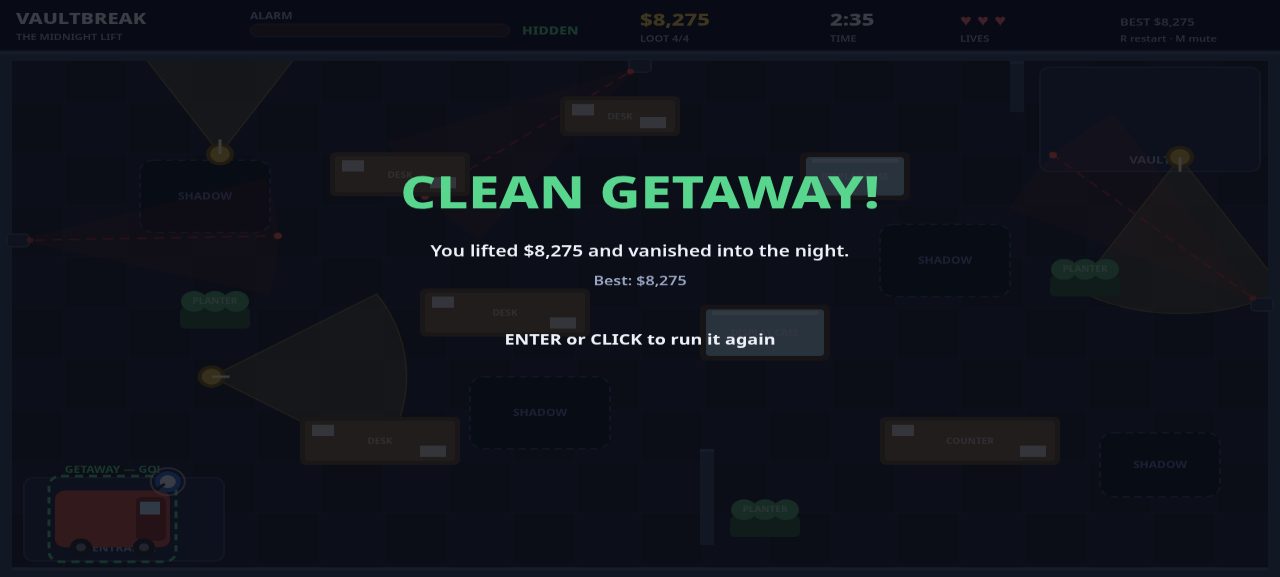 VAULTBREAK
THE MIDNIGHT LIFT
ALARM
HIDDEN
$8,275
LOOT 4/4
2:35
TIME
LIVES
BEST $8,275
R restart · M mute
DESK
DESK
VAULT
SHADOW
CLEAN GETAWAY!
You lifted $8,275 and vanished into the night.
Best: $8,275
SHADOW
PLANTER
PLANTER
DESK
ENTER or CLICK to run it again
SHADOW
DESK
COUNTER
SHADOW
GETAWAY — GO!
PLANTER